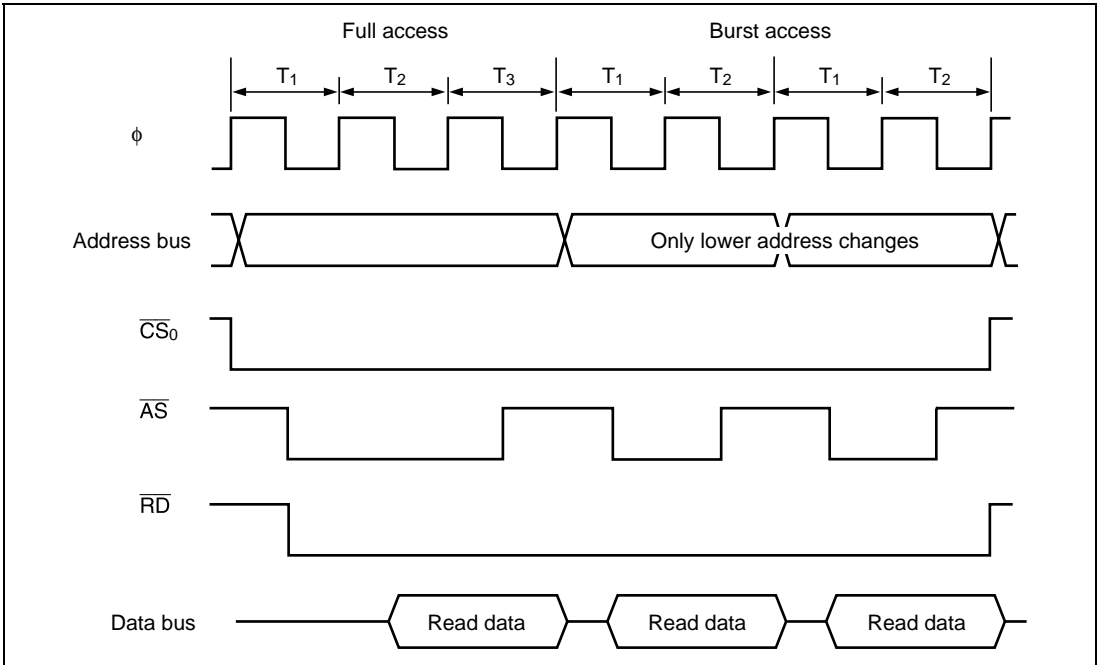 Full access Burst access
T1 T2 T3 T1 T2 T1 T2
ϕ
Address bus Only lower address changes
CS0
AS
RD
Data bus Read data Read data Read data